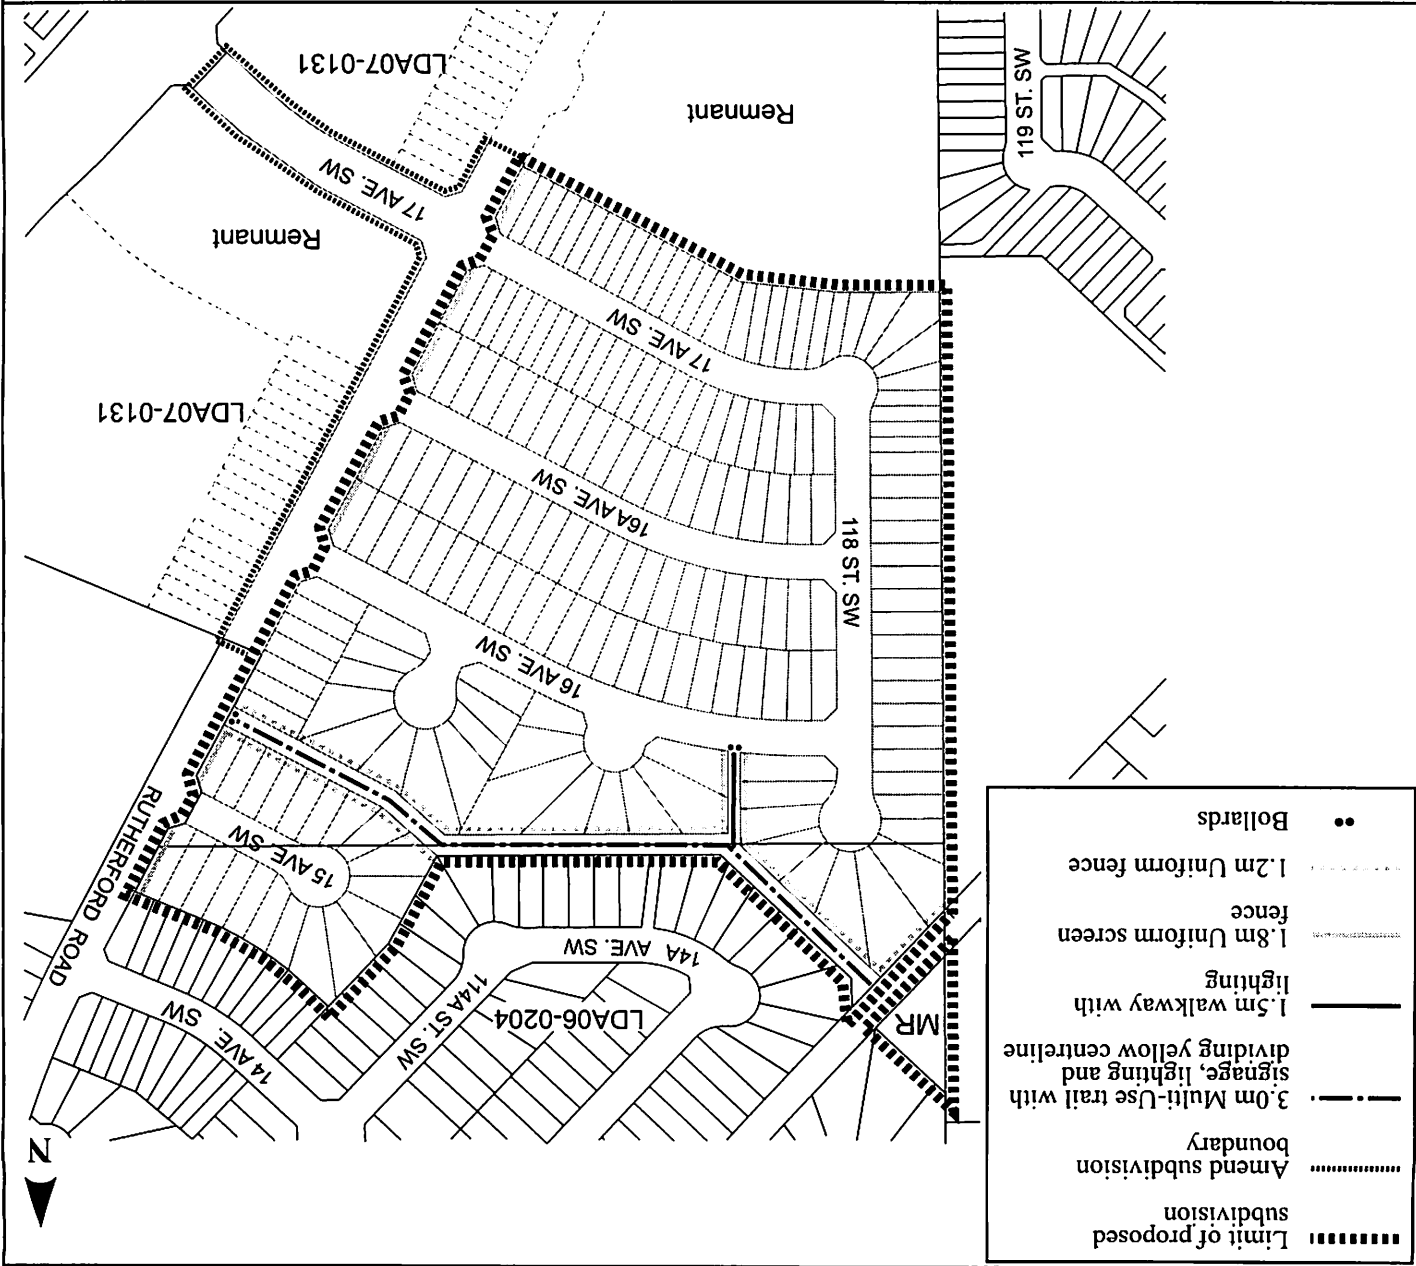 Limit of proposed
subdivision
Amend subdivision
boundary
3.0m Multi-Use trail with
signage, lighting and
dividing yellow centreline
1.5m walkway with
lighting
1.8m Uniform screen
fence
1.2m Uniform fence
Bollards
N
14 AVE. SW
RUTHERFORD ROAD
114A ST. SW
LDA06-0204
MR
14A AVE. SW
15 AVE. SW
16 AVE. SW
118 ST. SW
16A AVE. SW
LDA07-0131
17 AVE. SW
Remnant
17 AVE. SW
Remnant
119 ST. SW
LDA07-0131